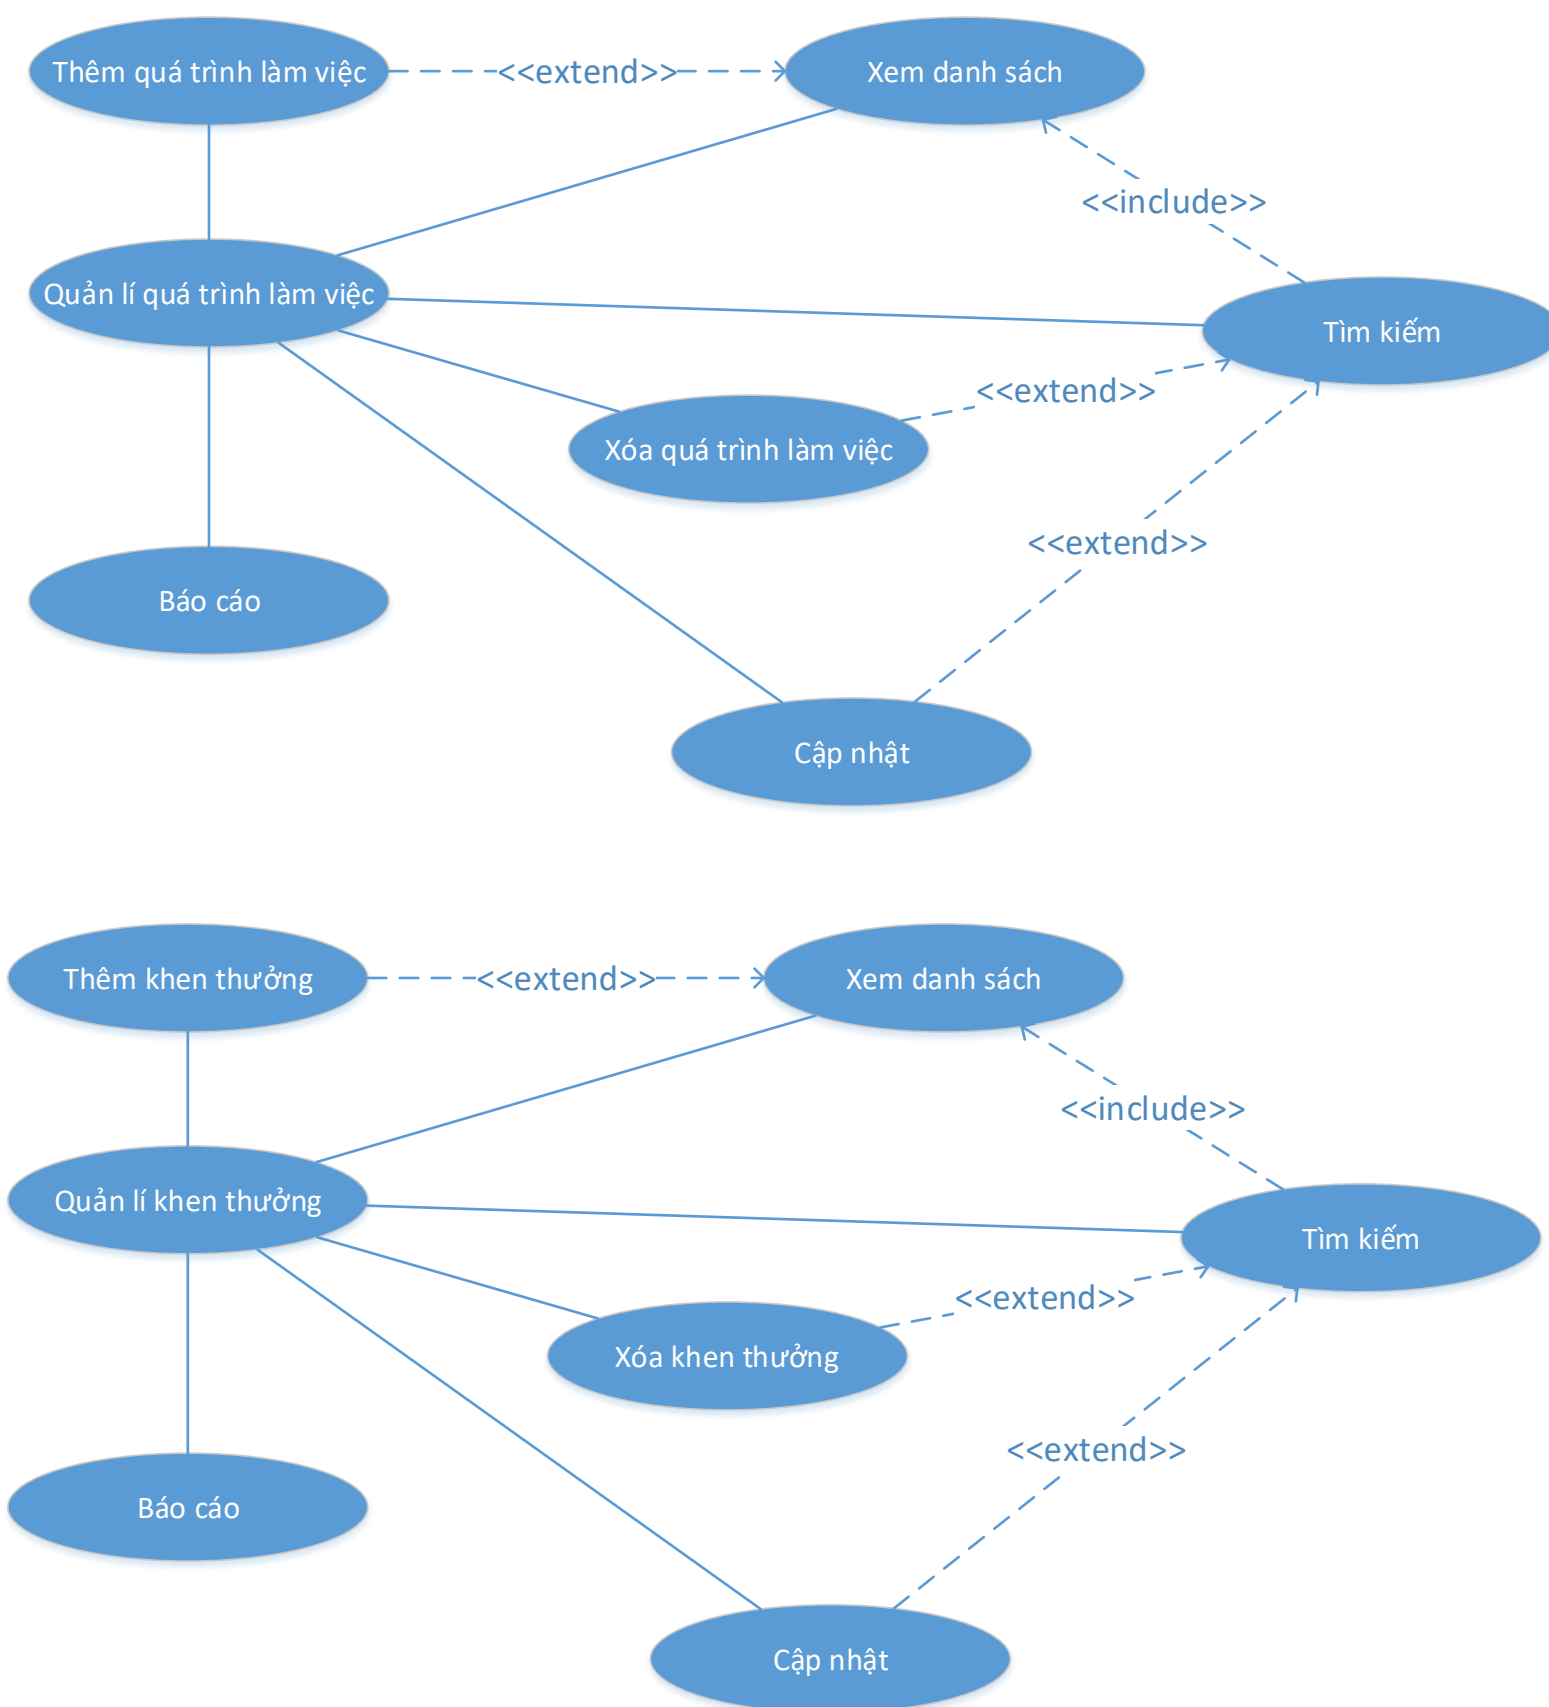 Thêm quá trình làm việc
<<extend>>
Xem danh sách
<<include>>
Quản lí quá trình làm việc
Tìm kiếm
<<extend>>
Xóa quá trình làm việc
<<extend>>
Báo cáo
Cập nhật
Thêm khen thưởng
<<extend>>
Xem danh sách
<<include>>
Quản lí khen thưởng
Tìm kiếm
<<extend>>
Xóa khen thưởng
<<extend>>
Báo cáo
Cập nhật